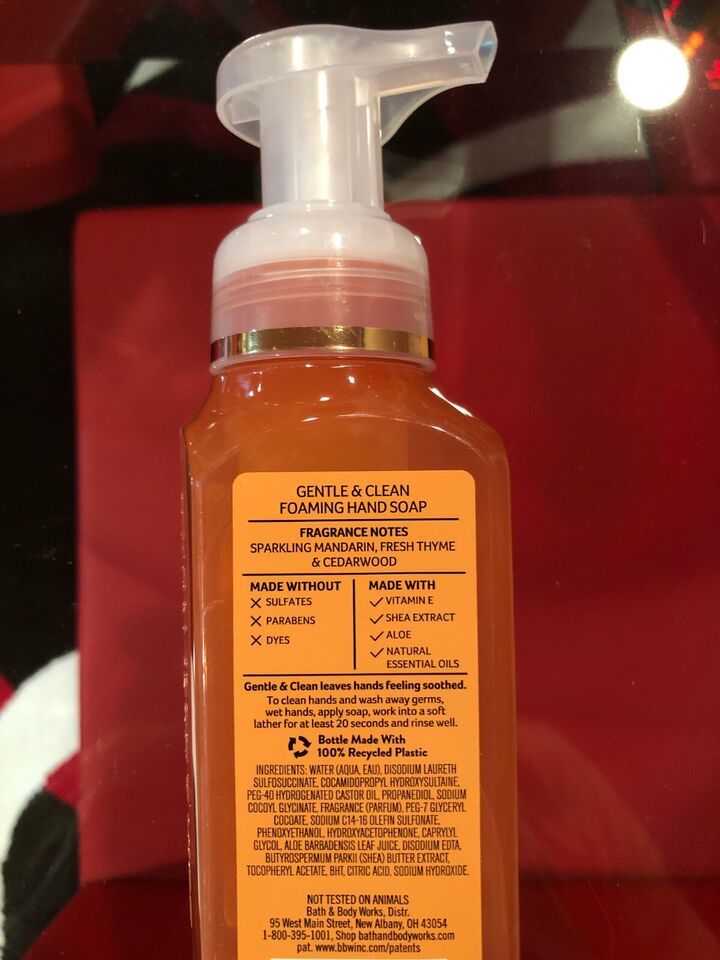 GENTLE & CLEAN
FOAMING HAND SOAP
FRAGRANCE NOTES
SPARKLING MANDARIN, FRESH THYME
& CEDARWOOD
MADE WITHOUT
✕ SULFATES
✕ PARABENS
✕ DYES
MADE WITH
✓ VITAMIN E
✓ SHEA EXTRACT
✓ ALOE
✓ NATURAL
ESSENTIAL OILS
Gentle & Clean leaves hands feeling soothed.
To clean hands and wash away germs,
wet hands, apply soap, work into a soft
lather for at least 20 seconds and rinse well.
Bottle Made With
100% Recycled Plastic
INGREDIENTS: WATER (AQUA, EAU), DISODIUM LAURETH
SULFOSUCCINATE, COCAMIDOPROPYL HYDROXYSULTAINE,
PEG-40 HYDROGENATED CASTOR OIL, PROPANEDIOL, SODIUM
COCOYL GLYCINATE, FRAGRANCE (PARFUM), PEG-7 GLYCERYL
COCOATE, SODIUM C14-16 OLEFIN SULFONATE,
PHENOXYETHANOL, HYDROXYACETOPHENONE, CAPRYLYL
GLYCOL, ALOE BARBADENSIS LEAF JUICE, DISODIUM EDTA,
BUTYROSPERMUM PARKII (SHEA) BUTTER EXTRACT,
TOCOPHERYL ACETATE, BHT, CITRIC ACID, SODIUM HYDROXIDE.
NOT TESTED ON ANIMALS
Bath & Body Works, Distr.
95 West Main Street, New Albany, OH 43054
1-800-395-1001, Shop bathandbodyworks.com
pat. www.bbwinc.com/patents